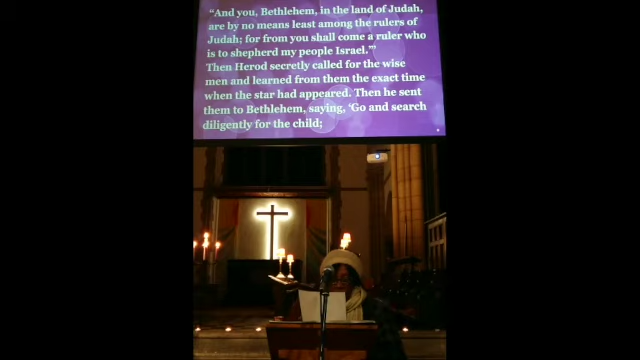 “And you, Bethlehem, in the land of Judah,
are by no means least among the rulers of
Judah; for from you shall come a ruler who
is to shepherd my people Israel.”’
Then Herod secretly called for the wise
men and learned from them the exact time
when the star had appeared. Then he sent
them to Bethlehem, saying, ‘Go and search
diligently for the child;